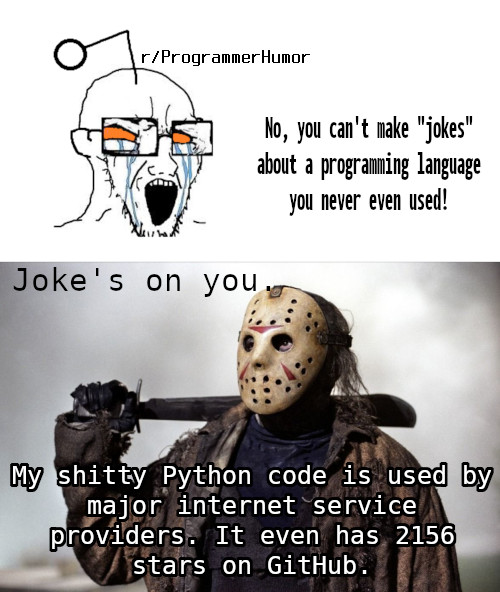 r/ProgrammerHumor
No, you can't make "jokes"
about a programming language
you never even used!
Joke's on you.
My shitty Python code is used by
major internet service
providers. It even has 2156
stars on GitHub.